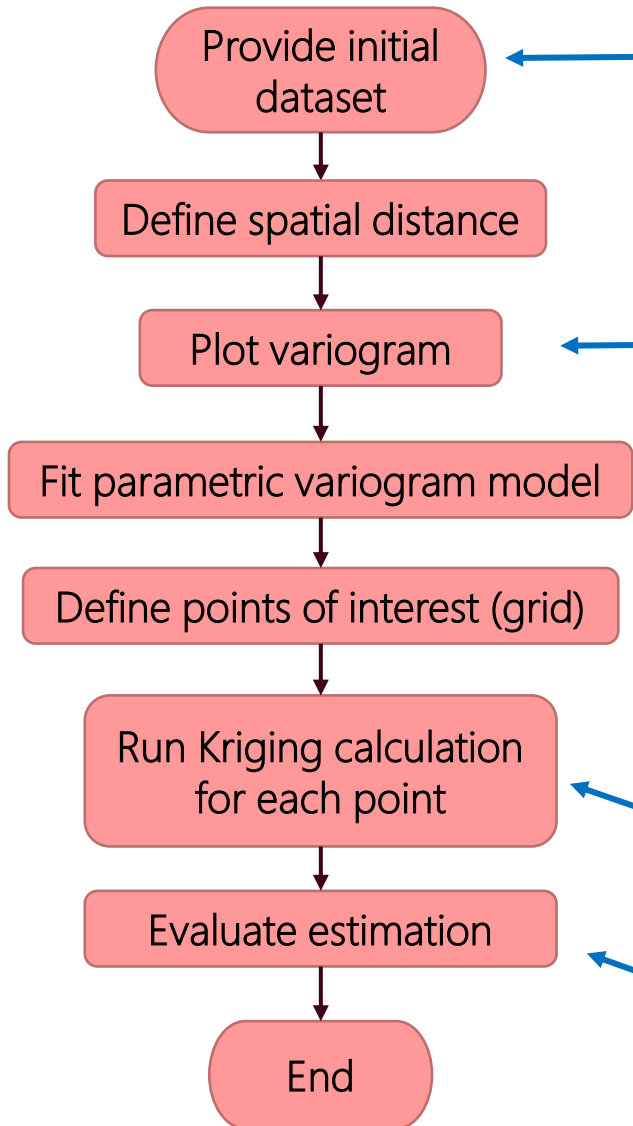 Provide initial
dataset
Define spatial distance
Plot variogram
Fit parametric variogram model
Define points of interest (grid)
Run Kriging calculation
for each point
Evaluate estimation
End